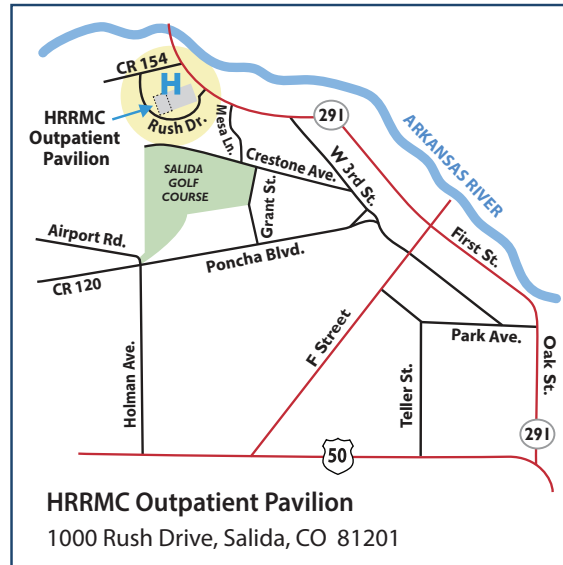 CR 154
H
HRRMC
Outpatient
Pavilion
Rush Dr.
Mesa Ln.
291
ARKANSAS RIVER
SALIDA
GOLF
COURSE
Crestone Ave.
W 3rd St.
Grant St.
Airport Rd.
Poncha Blvd.
First St.
CR 120
F Street
Park Ave.
Oak St.
Holman Ave.
Teller St.
291
50
HRRMC Outpatient Pavilion
1000 Rush Drive, Salida, CO 81201